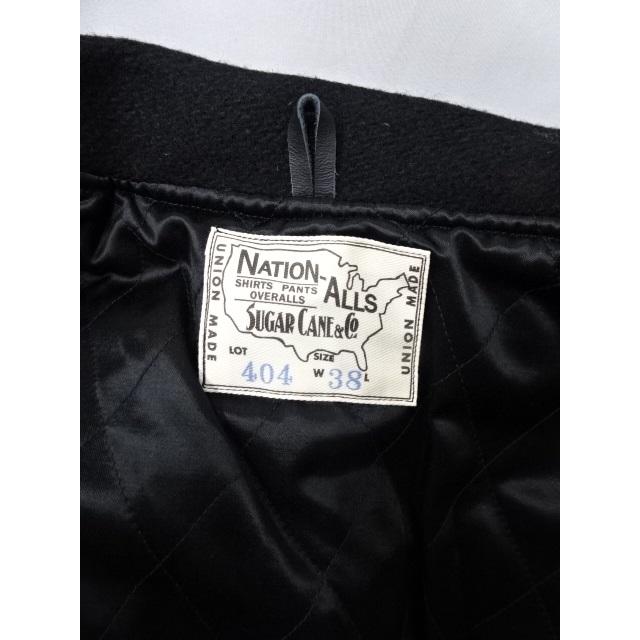 UNION MADE
NATION-ALLS
SHIRTS PANTS
OVERALLS
SUGAR CANE & CO
LOT SIZE
404 W 38 L
UNION MADE